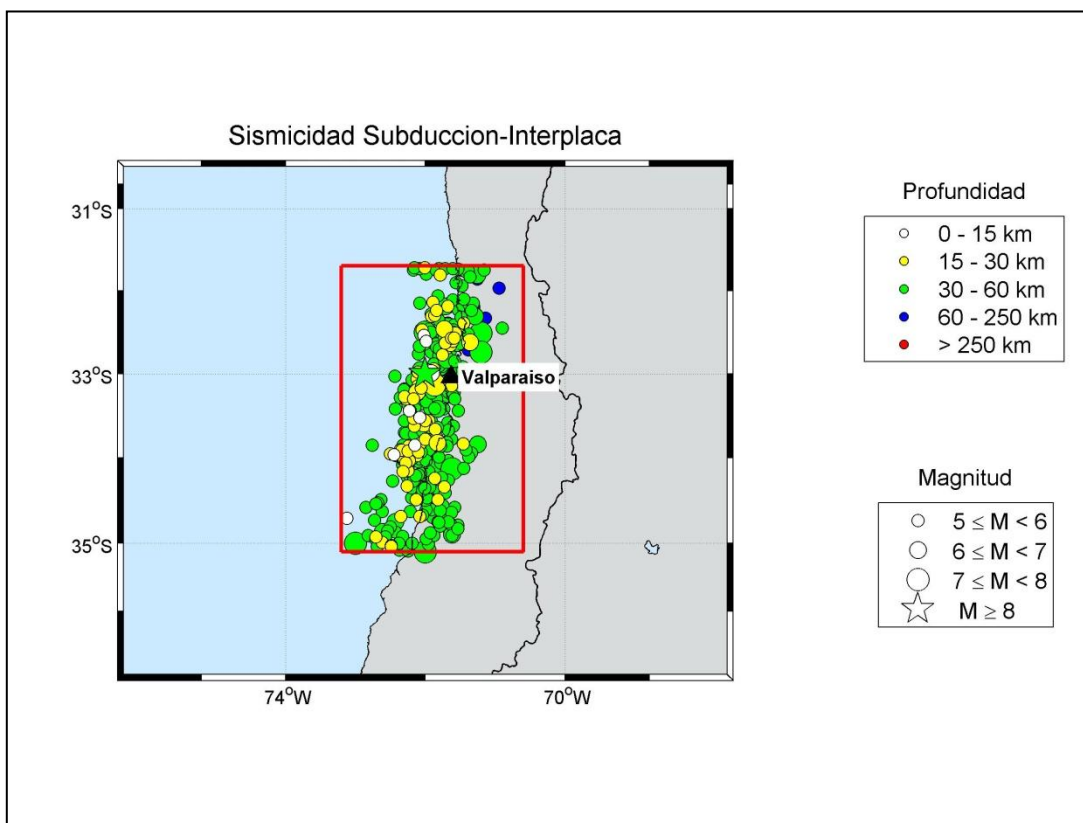 Sismicidad Subduccion-Interplaca
31°S
33°S
35°S
74°W
70°W
Valparaiso
Profundidad
0 - 15 km
15 - 30 km
30 - 60 km
60 - 250 km
> 250 km
Magnitud
5 ≤ M < 6
6 ≤ M < 7
7 ≤ M < 8
M ≥ 8